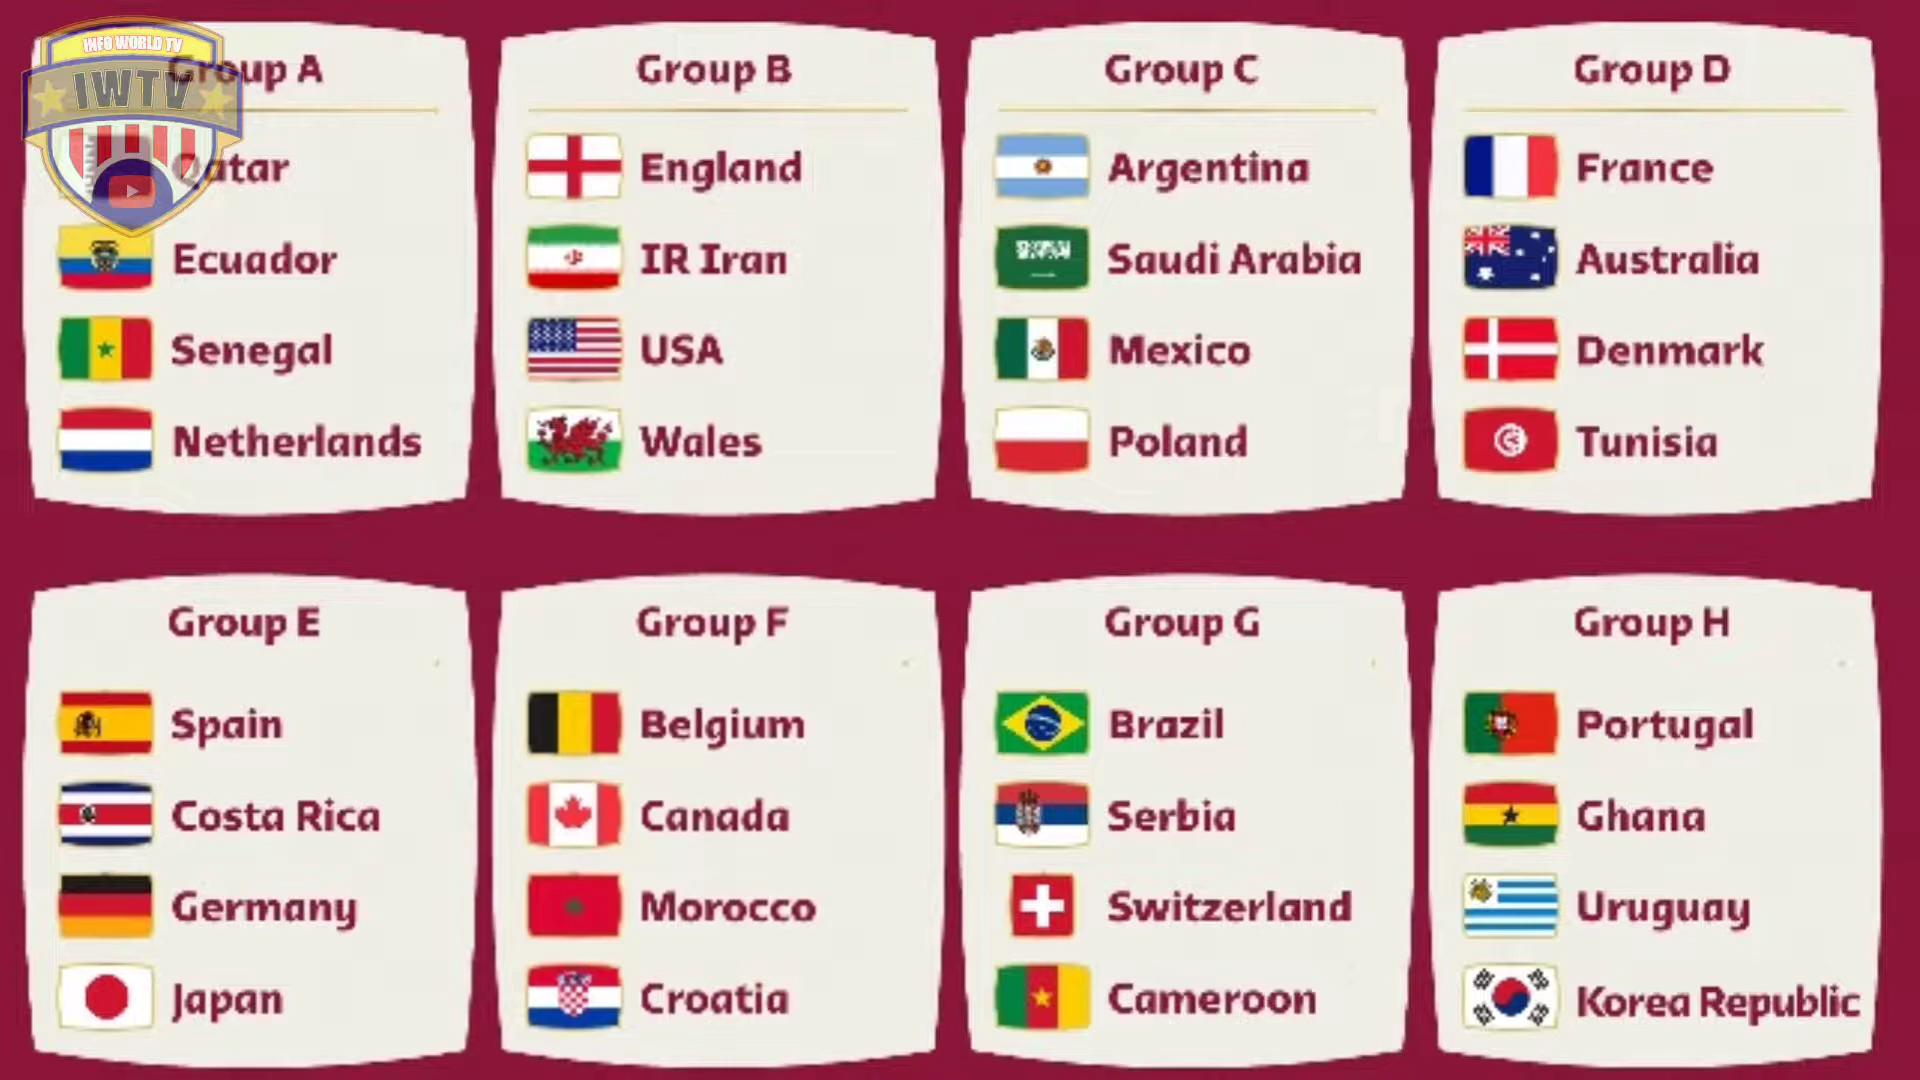 INFO WORLD TV
IWTV
Group A
Qatar
Ecuador
Senegal
Netherlands
Group B
England
IR Iran
USA
Wales
Group C
Argentina
Saudi Arabia
Mexico
Poland
Group D
France
Australia
Denmark
Tunisia
Group E
Spain
Costa Rica
Germany
Japan
Group F
Belgium
Canada
Morocco
Croatia
Group G
Brazil
Serbia
Switzerland
Cameroon
Group H
Portugal
Ghana
Uruguay
Korea Republic